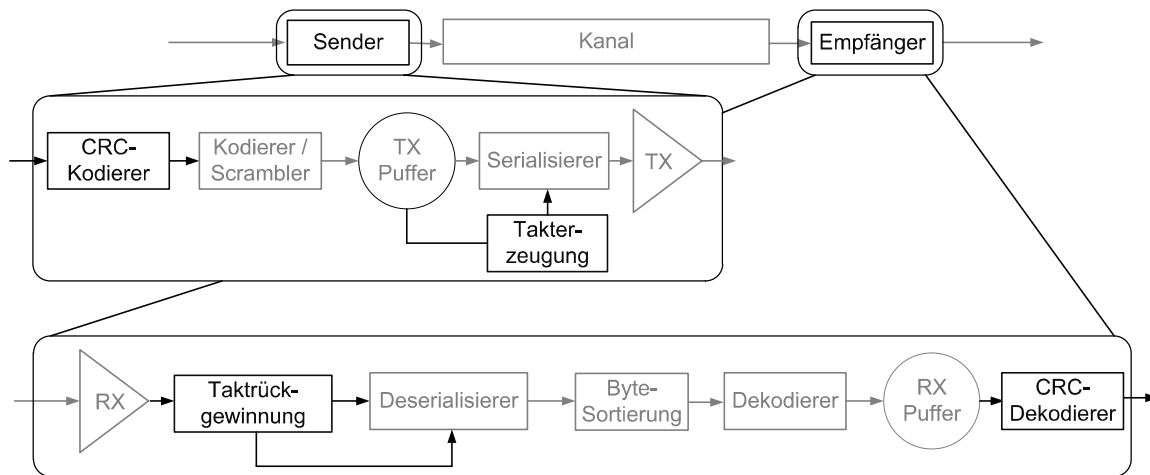 Sender
Kanal
Empfänger
CRC-
Kodierer
Kodierer /
Scrambler
TX
Puffer
Serialisierer
TX
Takter-
zeugung
RX
Taktrück-
gewinnung
Deserialisierer
Byte-
Sortierung
Dekodierer
RX
Puffer
CRC-
Dekodierer